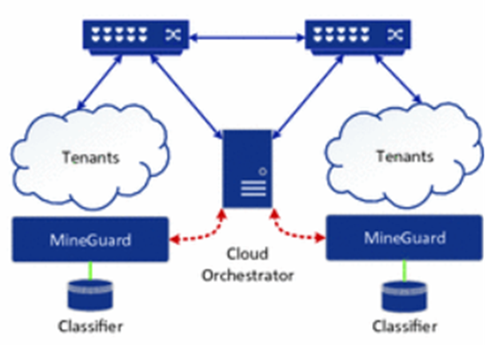 Tenants
Tenants
MineGuard
MineGuard
Cloud
Orchestrator
Classifier
Classifier